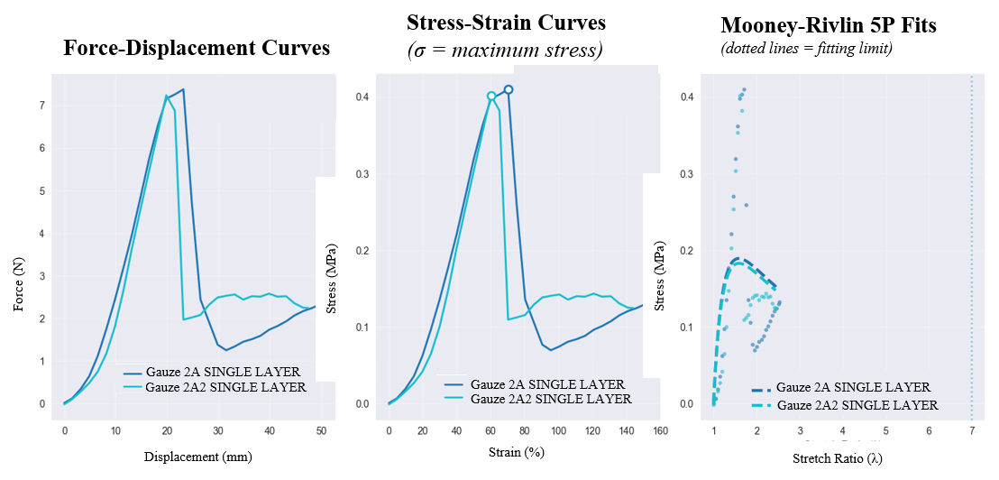 Force-Displacement Curves
Force (N)
7
6
5
4
3
2
1
0
0
10
20
30
40
50
Displacement (mm)
Gauze 2A SINGLE LAYER
Gauze 2A2 SINGLE LAYER
Stress-Strain Curves
(σ = maximum stress)
Stress (MPa)
0.4
0.3
0.2
0.1
0.0
0
20
40
60
80
100
120
140
160
Strain (%)
Gauze 2A SINGLE LAYER
Gauze 2A2 SINGLE LAYER
Mooney-Rivlin 5P Fits
(dotted lines = fitting limit)
Stress (MPa)
0.4
0.3
0.2
0.1
0.0
1
2
3
4
5
6
7
Stretch Ratio (λ)
Gauze 2A SINGLE LAYER
Gauze 2A2 SINGLE LAYER